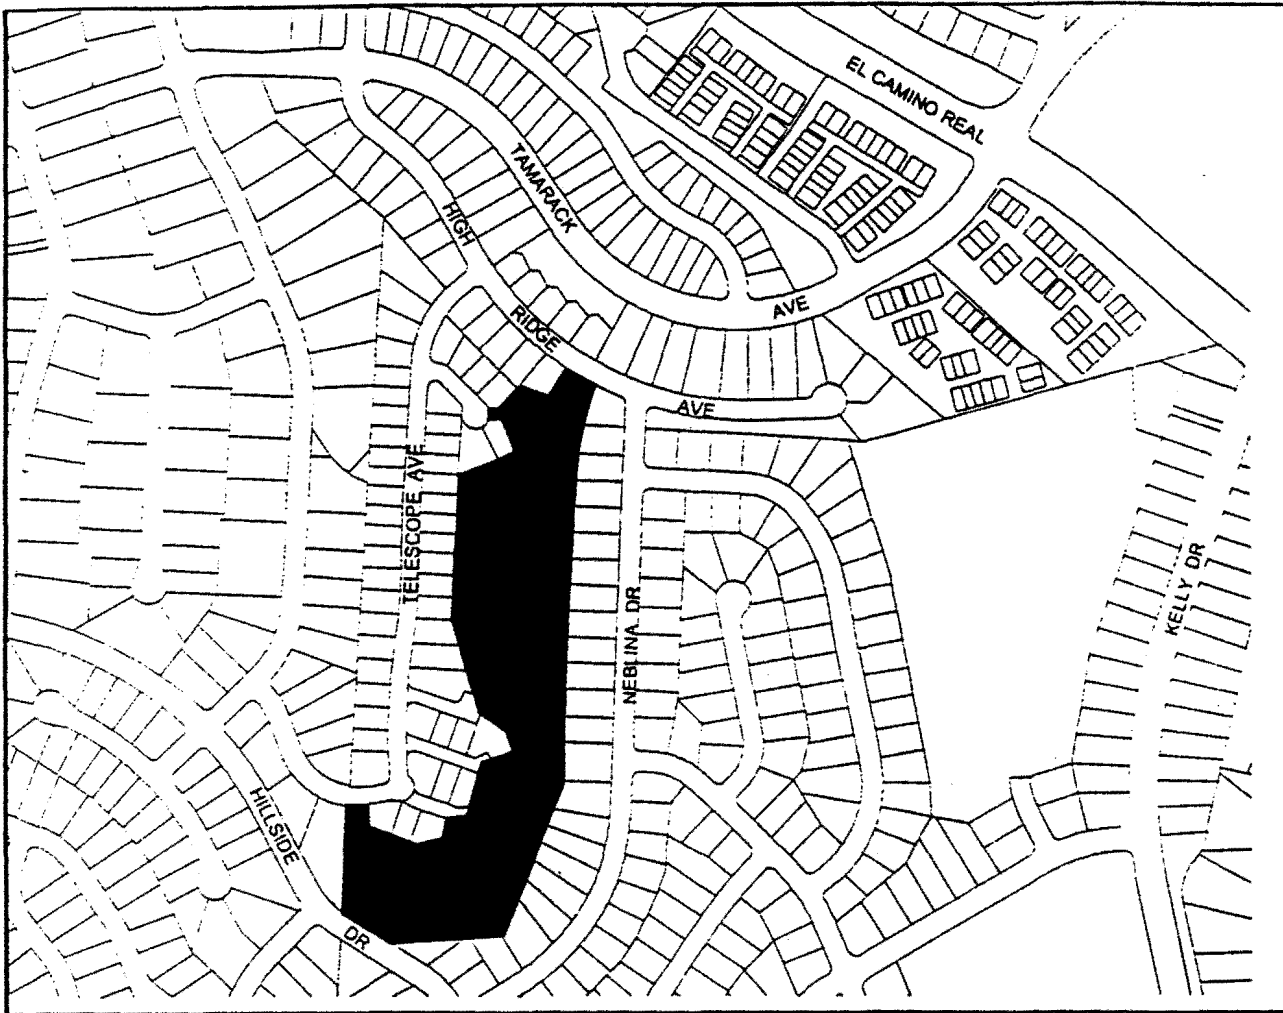 EL CAMINO REAL
TAMARACK
AVE
HIGH
RIDGE
AVE
TELESCOPE AVE
NEBLINA DR
KELLY DR
HILLSIDE
DR